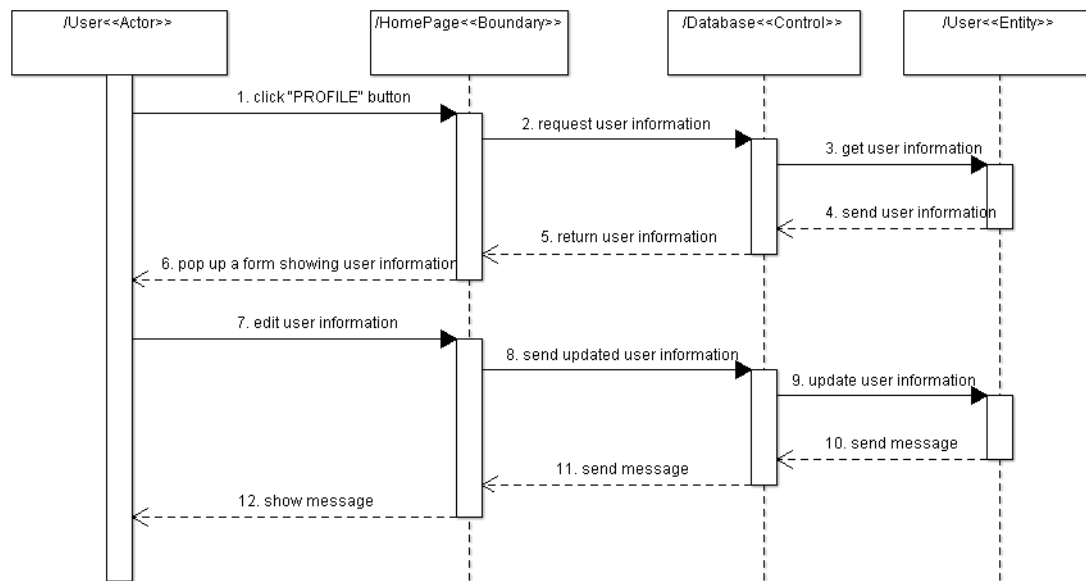 /User<<Actor>>
/HomePage<<Boundary>>
/Database<<Control>>
/User<<Entity>>
1. click "PROFILE" button
2. request user information
3. get user information
4. send user information
5. return user information
6. pop up a form showing user information
7. edit user information
8. send updated user information
9. update user information
10. send message
11. send message
12. show message